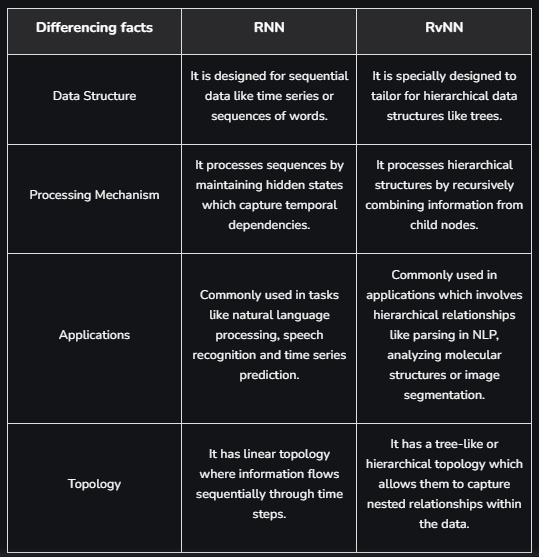 Differencing facts
RNN
RvNN
Data Structure
It is designed for sequential
data like time series or
sequences of words.
It is specially designed to
tailor for hierarchical data
structures like trees.
Processing Mechanism
It processes sequences by
maintaining hidden states
which capture temporal
dependencies.
It processes hierarchical
structures by recursively
combining information from
child nodes.
Applications
Commonly used in tasks
like natural language
processing, speech
recognition and time series
prediction.
Commonly used in
applications which involves
hierarchical relationships
like parsing in NLP,
analyzing molecular
structures or image
segmentation.
Topology
It has linear topology
where information flows
sequentially through time
steps.
It has a tree-like or
hierarchical topology which
allows them to capture
nested relationships within
the data.